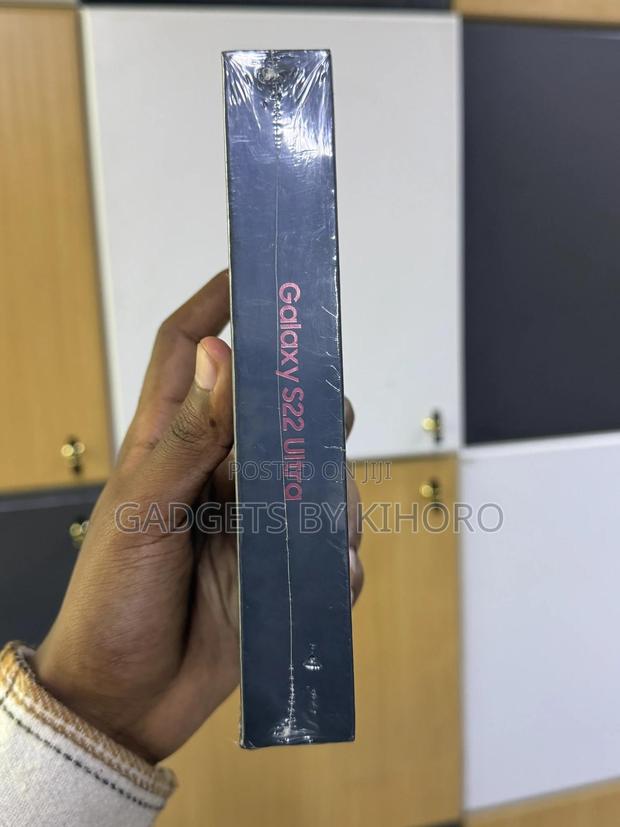 Galaxy S22 Ultra
POSTED ON JIJI
GADGETS BY KIHORO